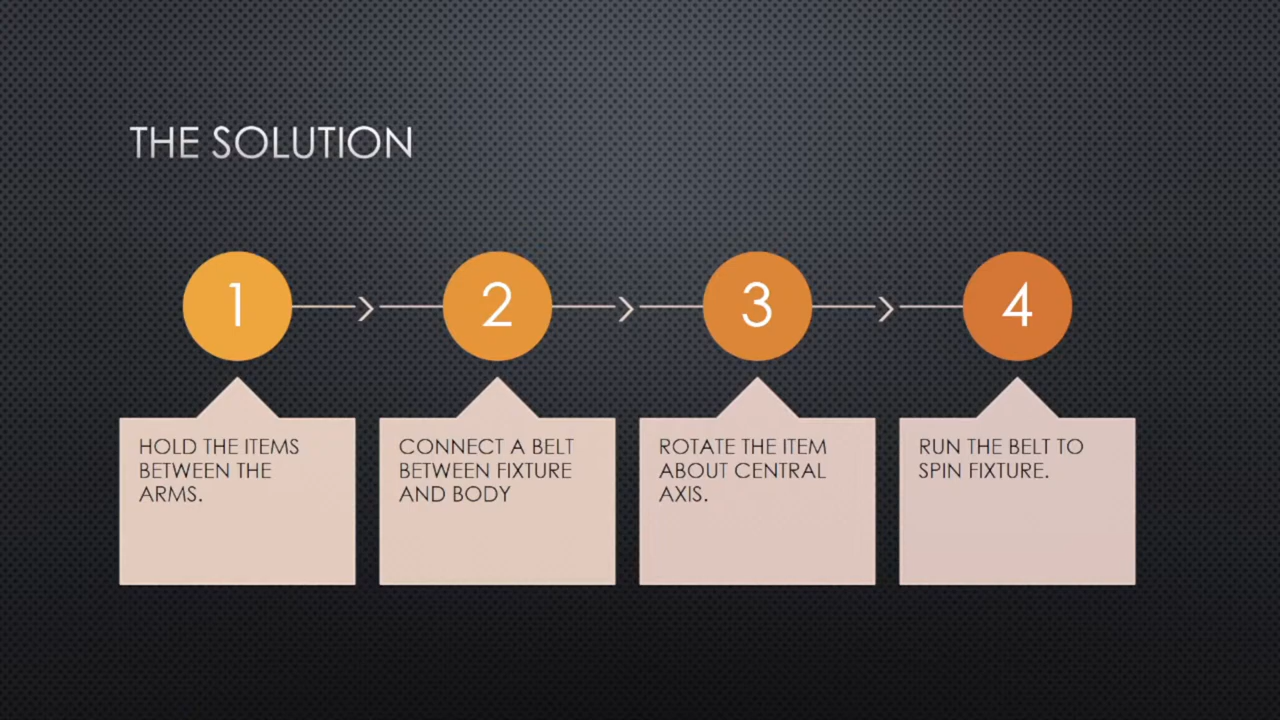 THE SOLUTION
1
2
3
4
HOLD THE ITEMS
BETWEEN THE
ARMS.
CONNECT A BELT
BETWEEN FIXTURE
AND BODY
ROTATE THE ITEM
ABOUT CENTRAL
AXIS.
RUN THE BELT TO
SPIN FIXTURE.